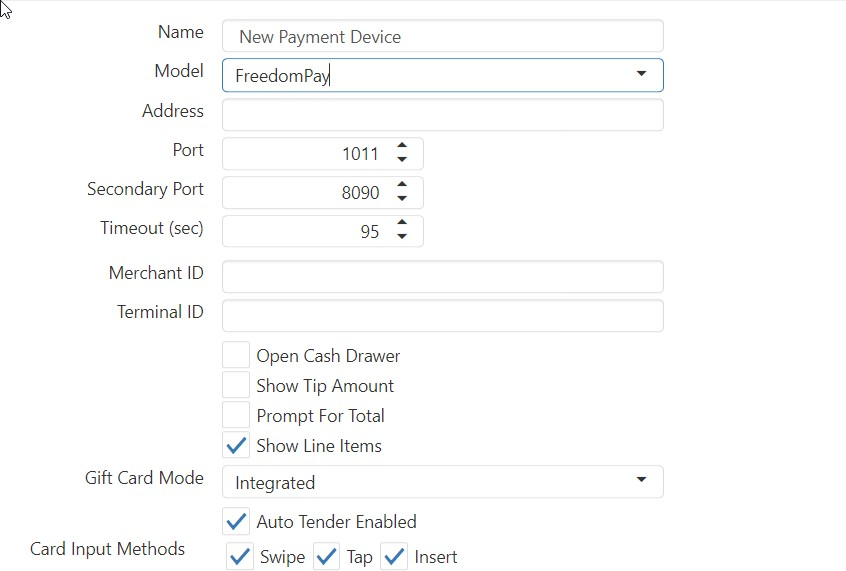 Name New Payment Device
Model FreedomPay
Address
Port 1011
Secondary Port 8090
Timeout (sec) 95
Merchant ID
Terminal ID
Open Cash Drawer
Show Tip Amount
Prompt For Total
Show Line Items
Gift Card Mode Integrated
Auto Tender Enabled
Card Input Methods Swipe Tap Insert